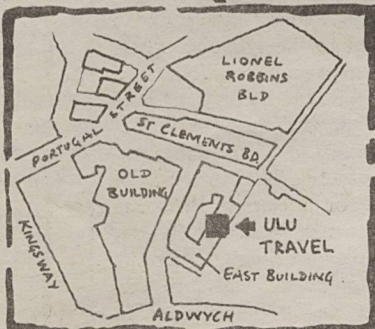 LIONEL
ROBBINS
BLD
PORTUGAL STREET
ST CLEMENTS BD.
OLD
BUILDING
KINGSWAY
ULU
TRAVEL
EAST BUILDING
ALDWYCH